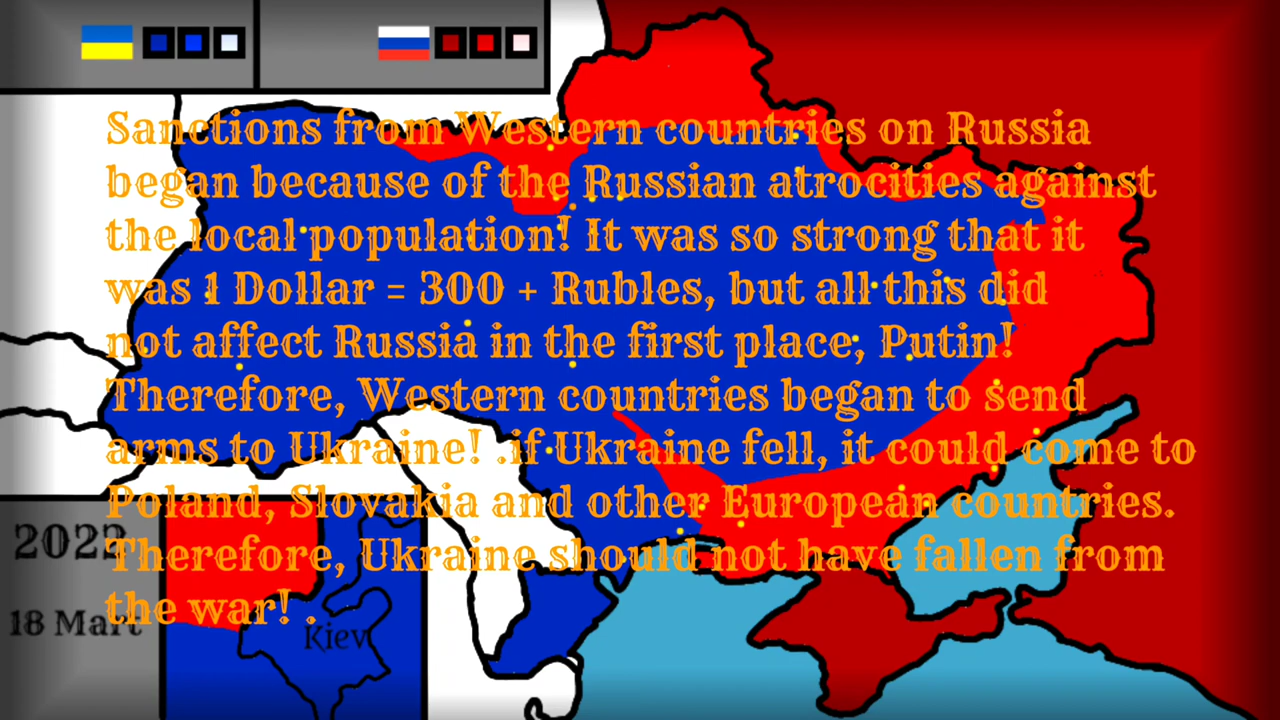 Sanctions from Western countries on Russia
began because of the Russian atrocities against
the local population! It was so strong that it
was 1 Dollar = 300 + Rubles, but all this did
not affect Russia in the first place, Putin!
Therefore, Western countries began to send
arms to Ukraine! .if Ukraine fell, it could come to
Poland, Slovakia and other European countries.
Therefore, Ukraine should not have fallen from
the war! .
2022
18 Mart
Kiev